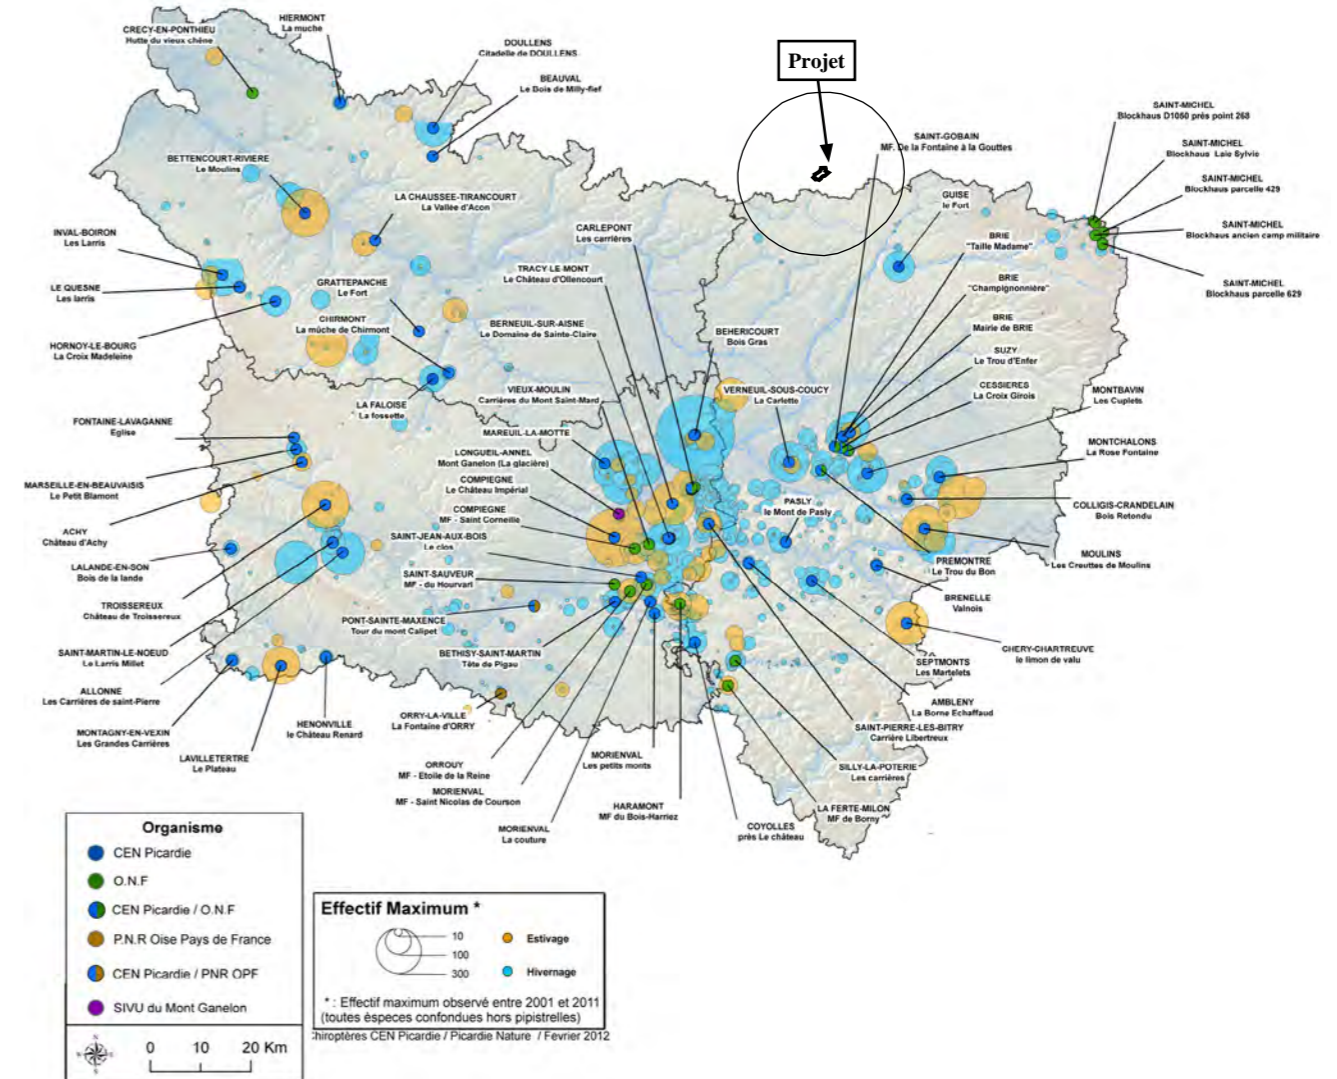 HIERMONT
La muche
CRECY-EN-PONTHIEU
Hutte du vieux chêne
DOULLENS
Citadelle de DOULLENS
BEAUVAL
Le Bois de Milly-fief
Projet
SAINT-MICHEL
Blockhaus D1060 près point 268
SAINT-GOBAIN
MF. De la Fontaine à la Gouttes
SAINT-MICHEL
Blockhaus Laie Sylvie
BETTENCOURT-RIVIERE
Le Moulins
SAINT-MICHEL
Blockhaus parcelle 429
LA CHAUSSEE-TIRANCOURT
La Vallée d'Acon
GUISE
le Fort
SAINT-MICHEL
Blockhaus ancien camp militaire
INVAL-BOIRON
Les Larris
CARLEPONT
Les carrières
BRIE
"Taille Madame"
TRACY-LE-MONT
Le Château d'Ollencourt
GRATTEPANCHE
Le Fort
LE QUESNE
Les larris
BRIE
"Champignonnière"
SAINT-MICHEL
Blockhaus parcelle 629
CHIRMONT
La mûche de Chirmont
BERNEUIL-SUR-AISNE
Le Domaine de Sainte-Claire
BRIE
Mairie de BRIE
BEHERICOURT
Bois Gras
HORNOY-LE-BOURG
La Croix Madeleine
SUZY
Le Trou d'Enfer
VIEUX-MOULIN
Carrières du Mont Saint-Mard
VERNEUIL-SOUS-COUCY
La Carlette
CESSIERES
La Croix Girois
MONTBAVIN
Les Cuplets
LA FALOISE
La fossette
FONTAINE-LAVAGANNE
Eglise
MAREUIL-LA-MOTTE
MONTCHALONS
La Rose Fontaine
LONGUEIL-ANNEL
Mont Ganelon (La glacière)
MARSEILLE-EN-BEAUVAISIS
Le Petit Blamont
COMPIEGNE
Le Château Impérial
COMPIEGNE
MF - Saint Corneille
PASLY
le Mont de Pasly
COLLIGIS-CRANDELAIN
Bois Retondu
ACHY
Château d'Achy
SAINT-JEAN-AUX-BOIS
Le clos
MOULINS
Les Creuttes de Moulins
LALANDE-EN-SON
Bois de la lande
PREMONTRE
Le Trou du Bon
SAINT-SAUVEUR
MF - du Hourvari
BRENELLE
Valnois
TROISSEREUX
Château de Troissereux
PONT-SAINTE-MAXENCE
Tour du mont Calipet
CHERY-CHARTREUVE
le limon de valu
SAINT-MARTIN-LE-NOEUD
Le Larris Millet
BETHISY-SAINT-MARTIN
Tête de Pigau
SEPTMONTS
Les Martelets
ALLONNE
Les Carrières de saint-Pierre
AMBLENY
La Borne Echaffaud
MONTAGNY-EN-VEXIN
Les Grandes Carrières
HENONVILLE
le Château Renard
ORRY-LA-VILLE
La Fontaine d'ORRY
SAINT-PIERRE-LES-BITRY
Carrière Libertreux
LAVILLETERTRE
Le Plateau
ORROUY
MF - Etoile de la Reine
MORIENVAL
Les petits monts
SILLY-LA-POTERIE
Les carrières
MORIENVAL
MF - Saint Nicolas de Courson
HARAMONT
MF du Bois-Harriez
LA FERTE-MILON
MF de Borny
MORIENVAL
La couture
COYOLLES
près Le château
Organisme
CEN Picardie
O.N.F
CEN Picardie / O.N.F
P.N.R Oise Pays de France
CEN Picardie / PNR OPF
SIVU du Mont Ganelon
N
0 10 20 Km
Effectif Maximum *
10
100
300
Estivage
Hivernage
* : Effectif maximum observé entre 2001 et 2011
(toutes èspeces confondues hors pipistrelles)
hiroptères CEN Picardie / Picardie Nature / Fevrier 2012